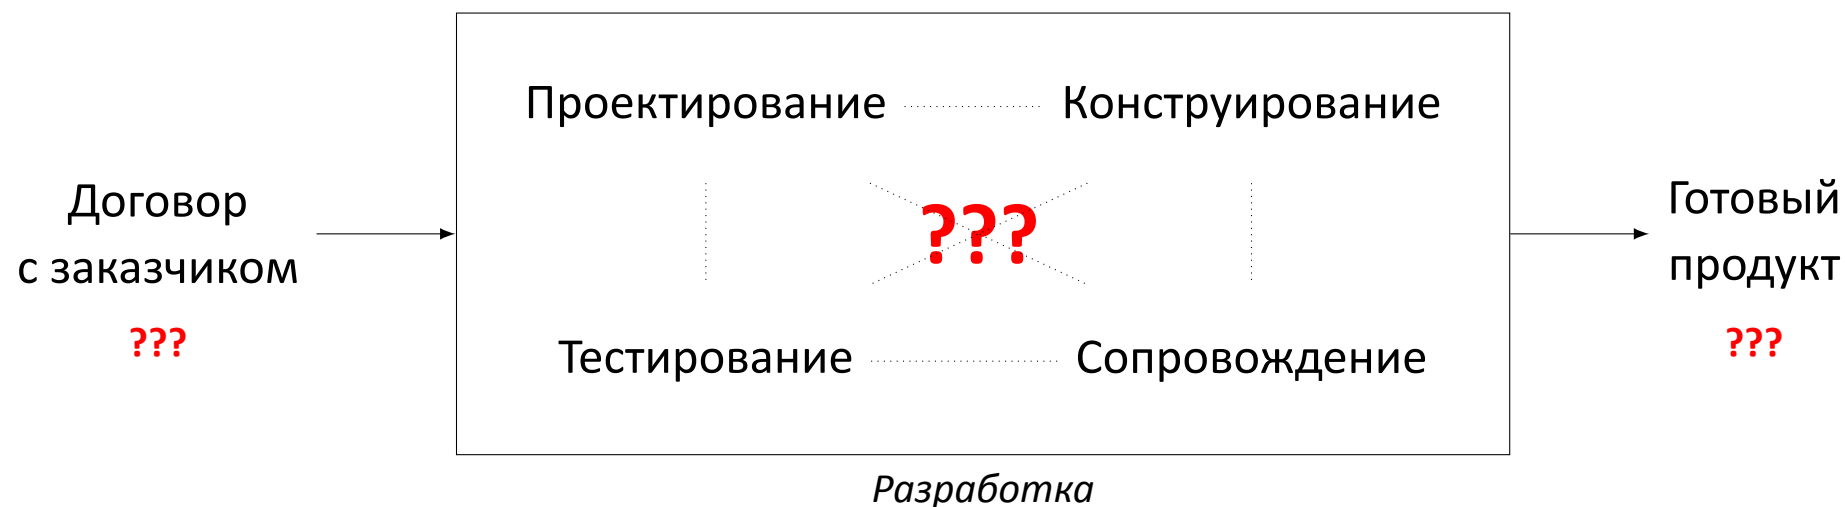 Договор
с заказчиком
???
Проектирование
Конструирование
???
Тестирование
Сопровождение
Разработка
Готовый
продукт
???